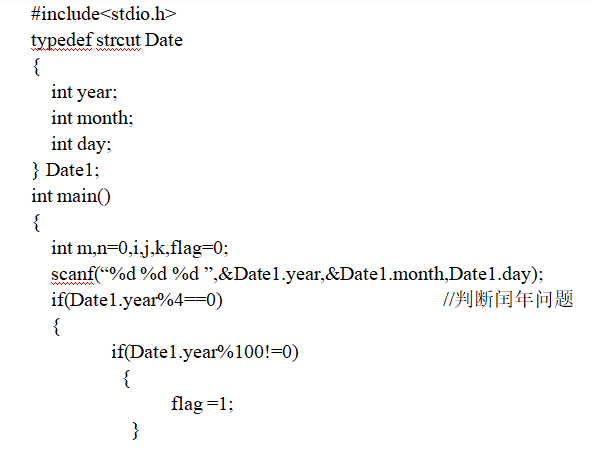 #include<stdio.h>
typedef strcut Date
{
int year;
int month;
int day;
} Date1;
int main()
{
int m,n=0,i,j,k,flag=0;
scanf(“%d %d %d ”,&Date1.year,&Date1.month,Date1.day);
if(Date1.year%4==0) //判断闰年问题
{
if(Date1.year%100!=0)
{
flag =1;
}